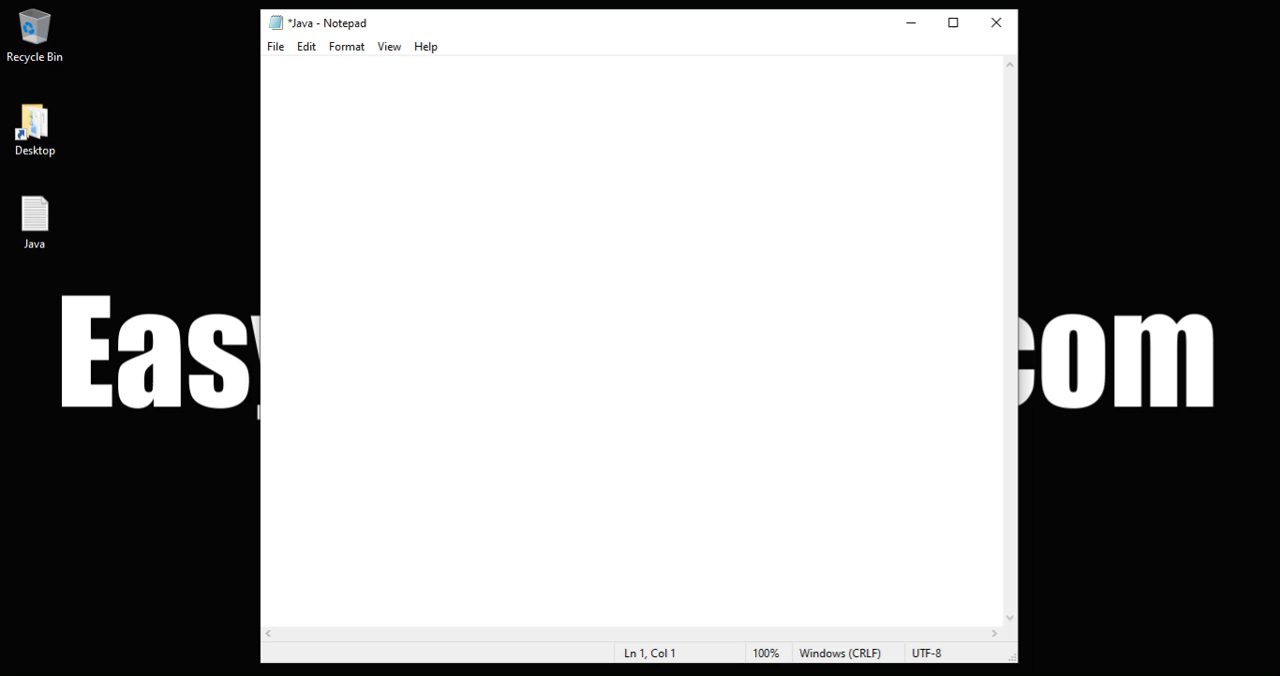 *Java - Notepad
File Edit Format View Help
Recycle Bin
Desktop
Java
Eas
com
Ln 1, Col 1 100% Windows (CRLF) UTF-8